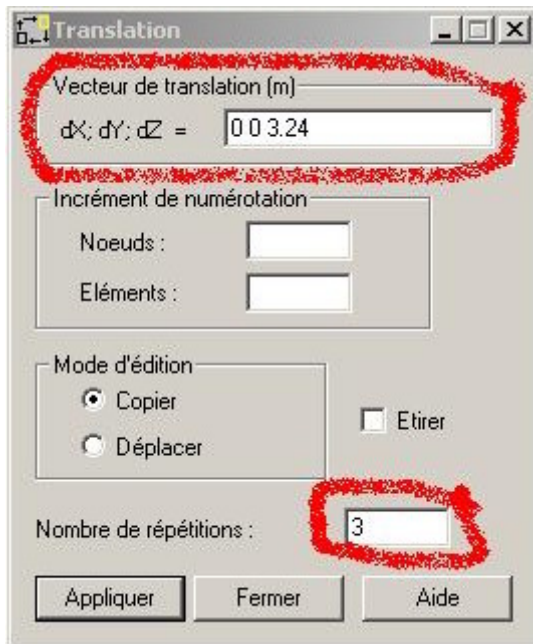 Translation
Vecteur de translation (m)
dX; dY; dZ = 0 0 3.24
Incrément de numérotation
Noeuds :
Eléments :
Mode d'édition
Copier
Etirer
Déplacer
Nombre de répétitions : 3
Appliquer Fermer Aide